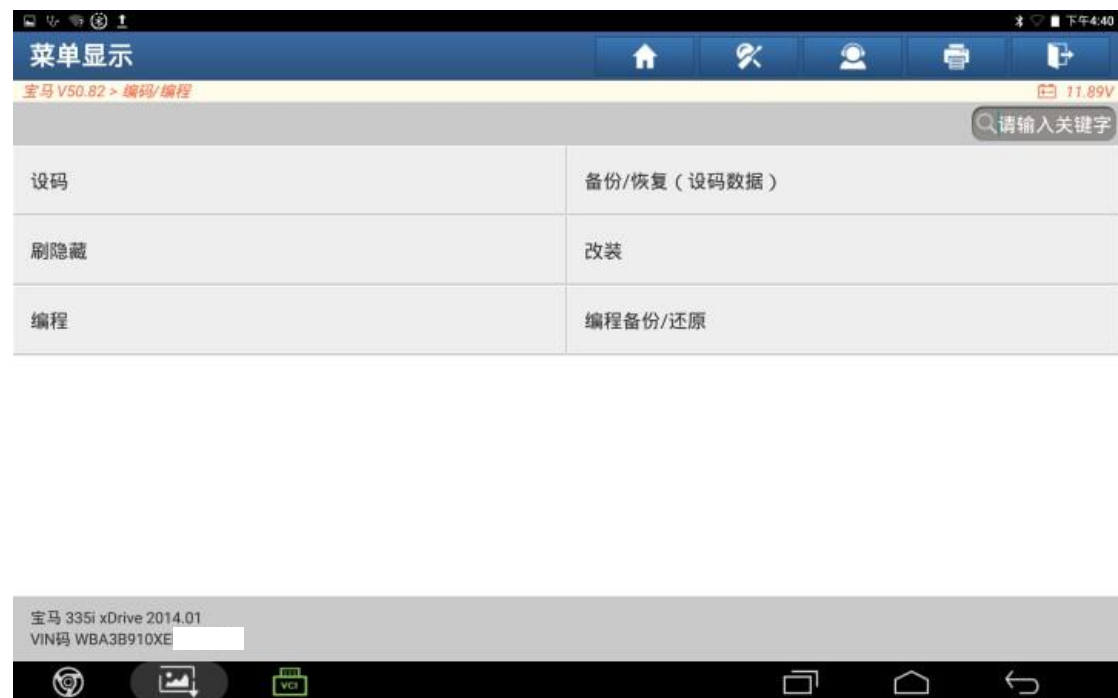 下午4:40
菜单显示
宝马 V50.82 > 编码/编程
11.89V
请输入关键字
设码
备份/恢复（设码数据）
刷隐藏
改装
编程
编程备份/还原
宝马 335i xDrive 2014.01
VIN码 WBA3B910XE
VCI